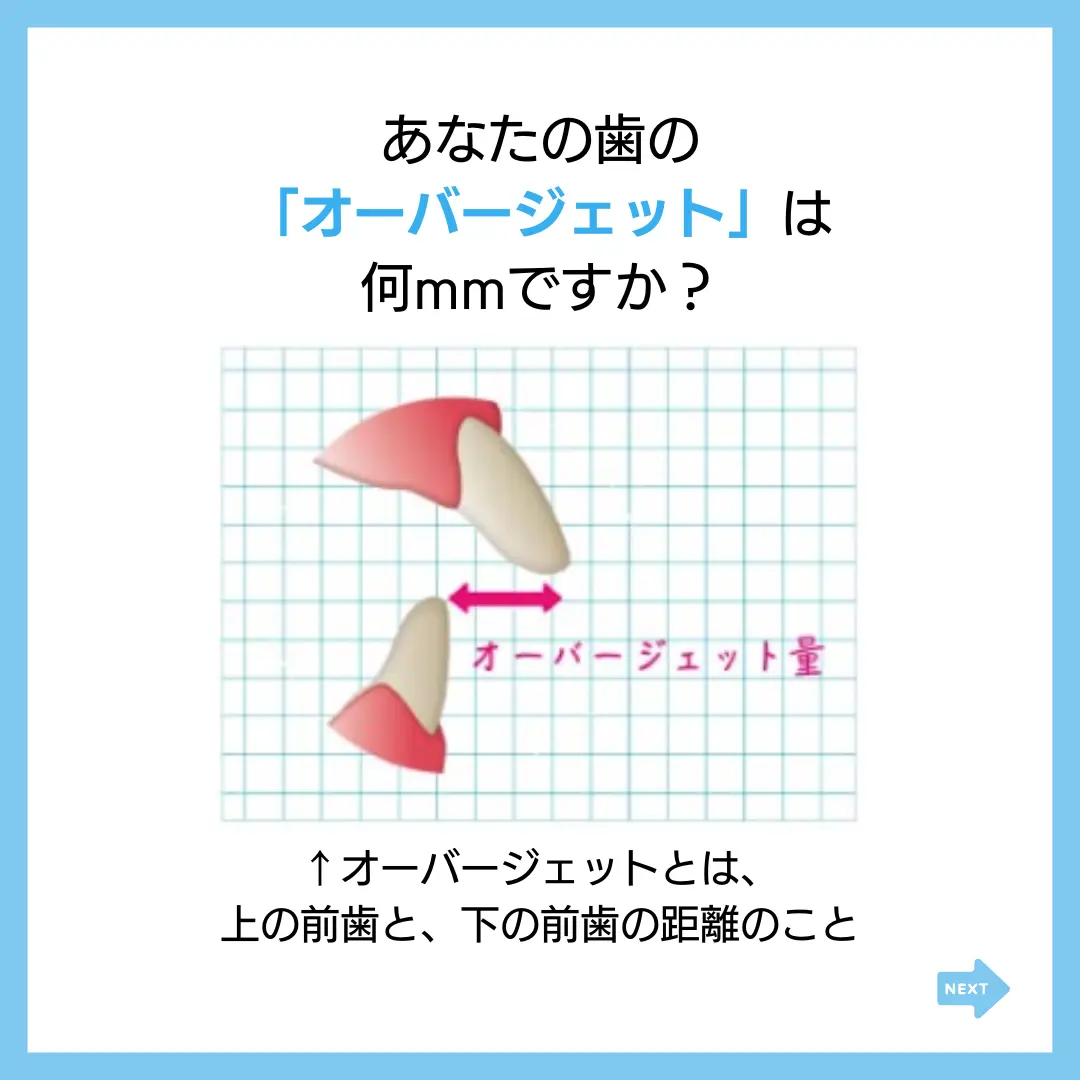 あなたの歯の
「オーバージェット」は
何mmですか？
オーバージェット量
↑オーバージェットとは、
上の前歯と、下の前歯の距離のこと
NEXT